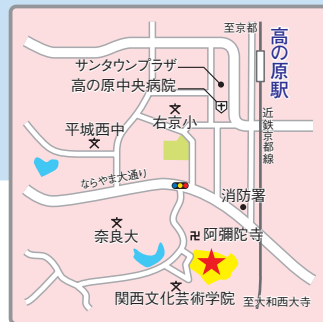 至京都
高の原駅
サンタウンプラザ
高の原中央病院
近鉄京都線
右京小
平城西中
ならやま大通り
消防署
奈良大
阿彌陀寺
関西文化芸術学院
至大和西大寺